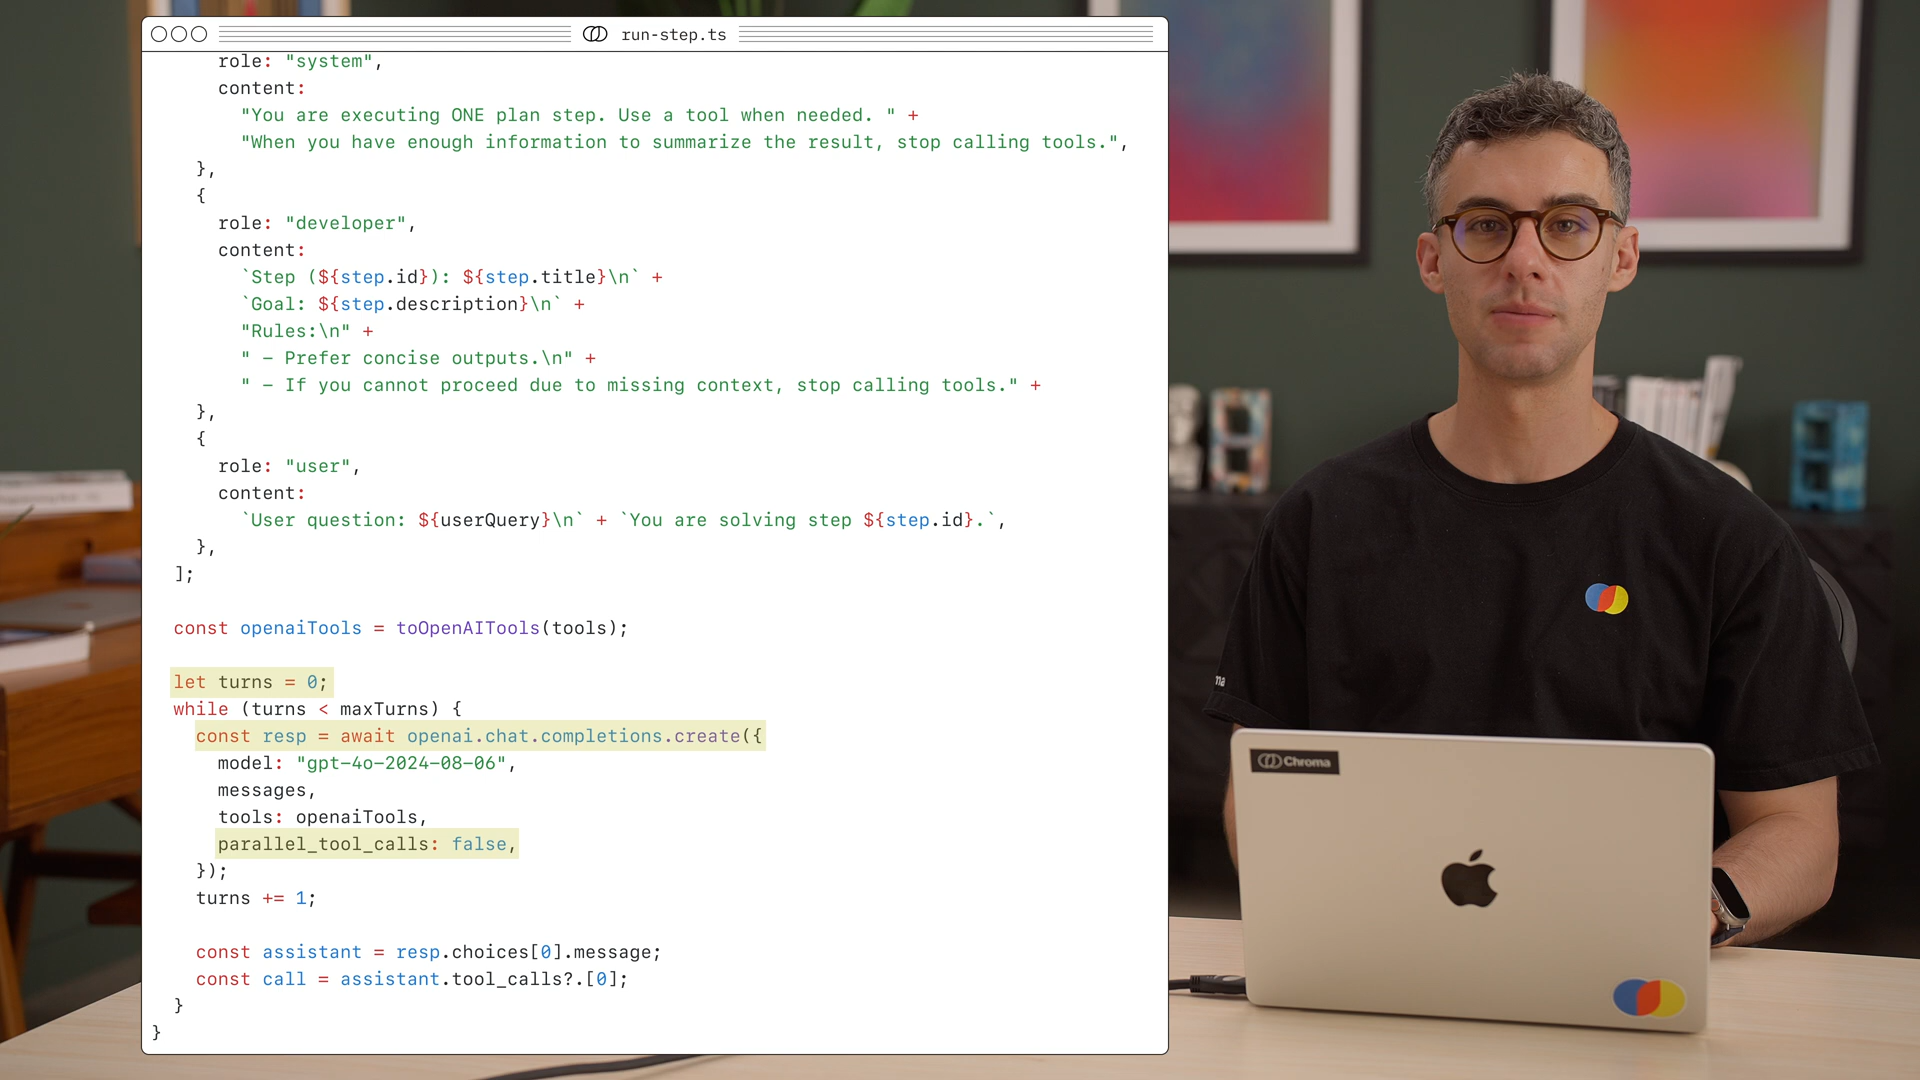 run-step.ts
role: "system",
content:
"You are executing ONE plan step. Use a tool when needed. " +
"When you have enough information to summarize the result, stop calling tools.",
},
{
role: "developer",
content:
`Step (${step.id}): ${step.title}\n` +
`Goal: ${step.description}\n` +
"Rules:\n" +
" – Prefer concise outputs.\n" +
" – If you cannot proceed due to missing context, stop calling tools." +
},
{
role: "user",
content:
`User question: ${userQuery}\n` + `You are solving step ${step.id}.`,
},
];
const openaiTools = toOpenAITools(tools);
let turns = 0;
while (turns < maxTurns) {
const resp = await openai.chat.completions.create({
model: "gpt-4o-2024-08-06",
messages,
tools: openaiTools,
parallel_tool_calls: false,
});
turns += 1;
const assistant = resp.choices[0].message;
const call = assistant.tool_calls?.[0];
}
}
Chroma